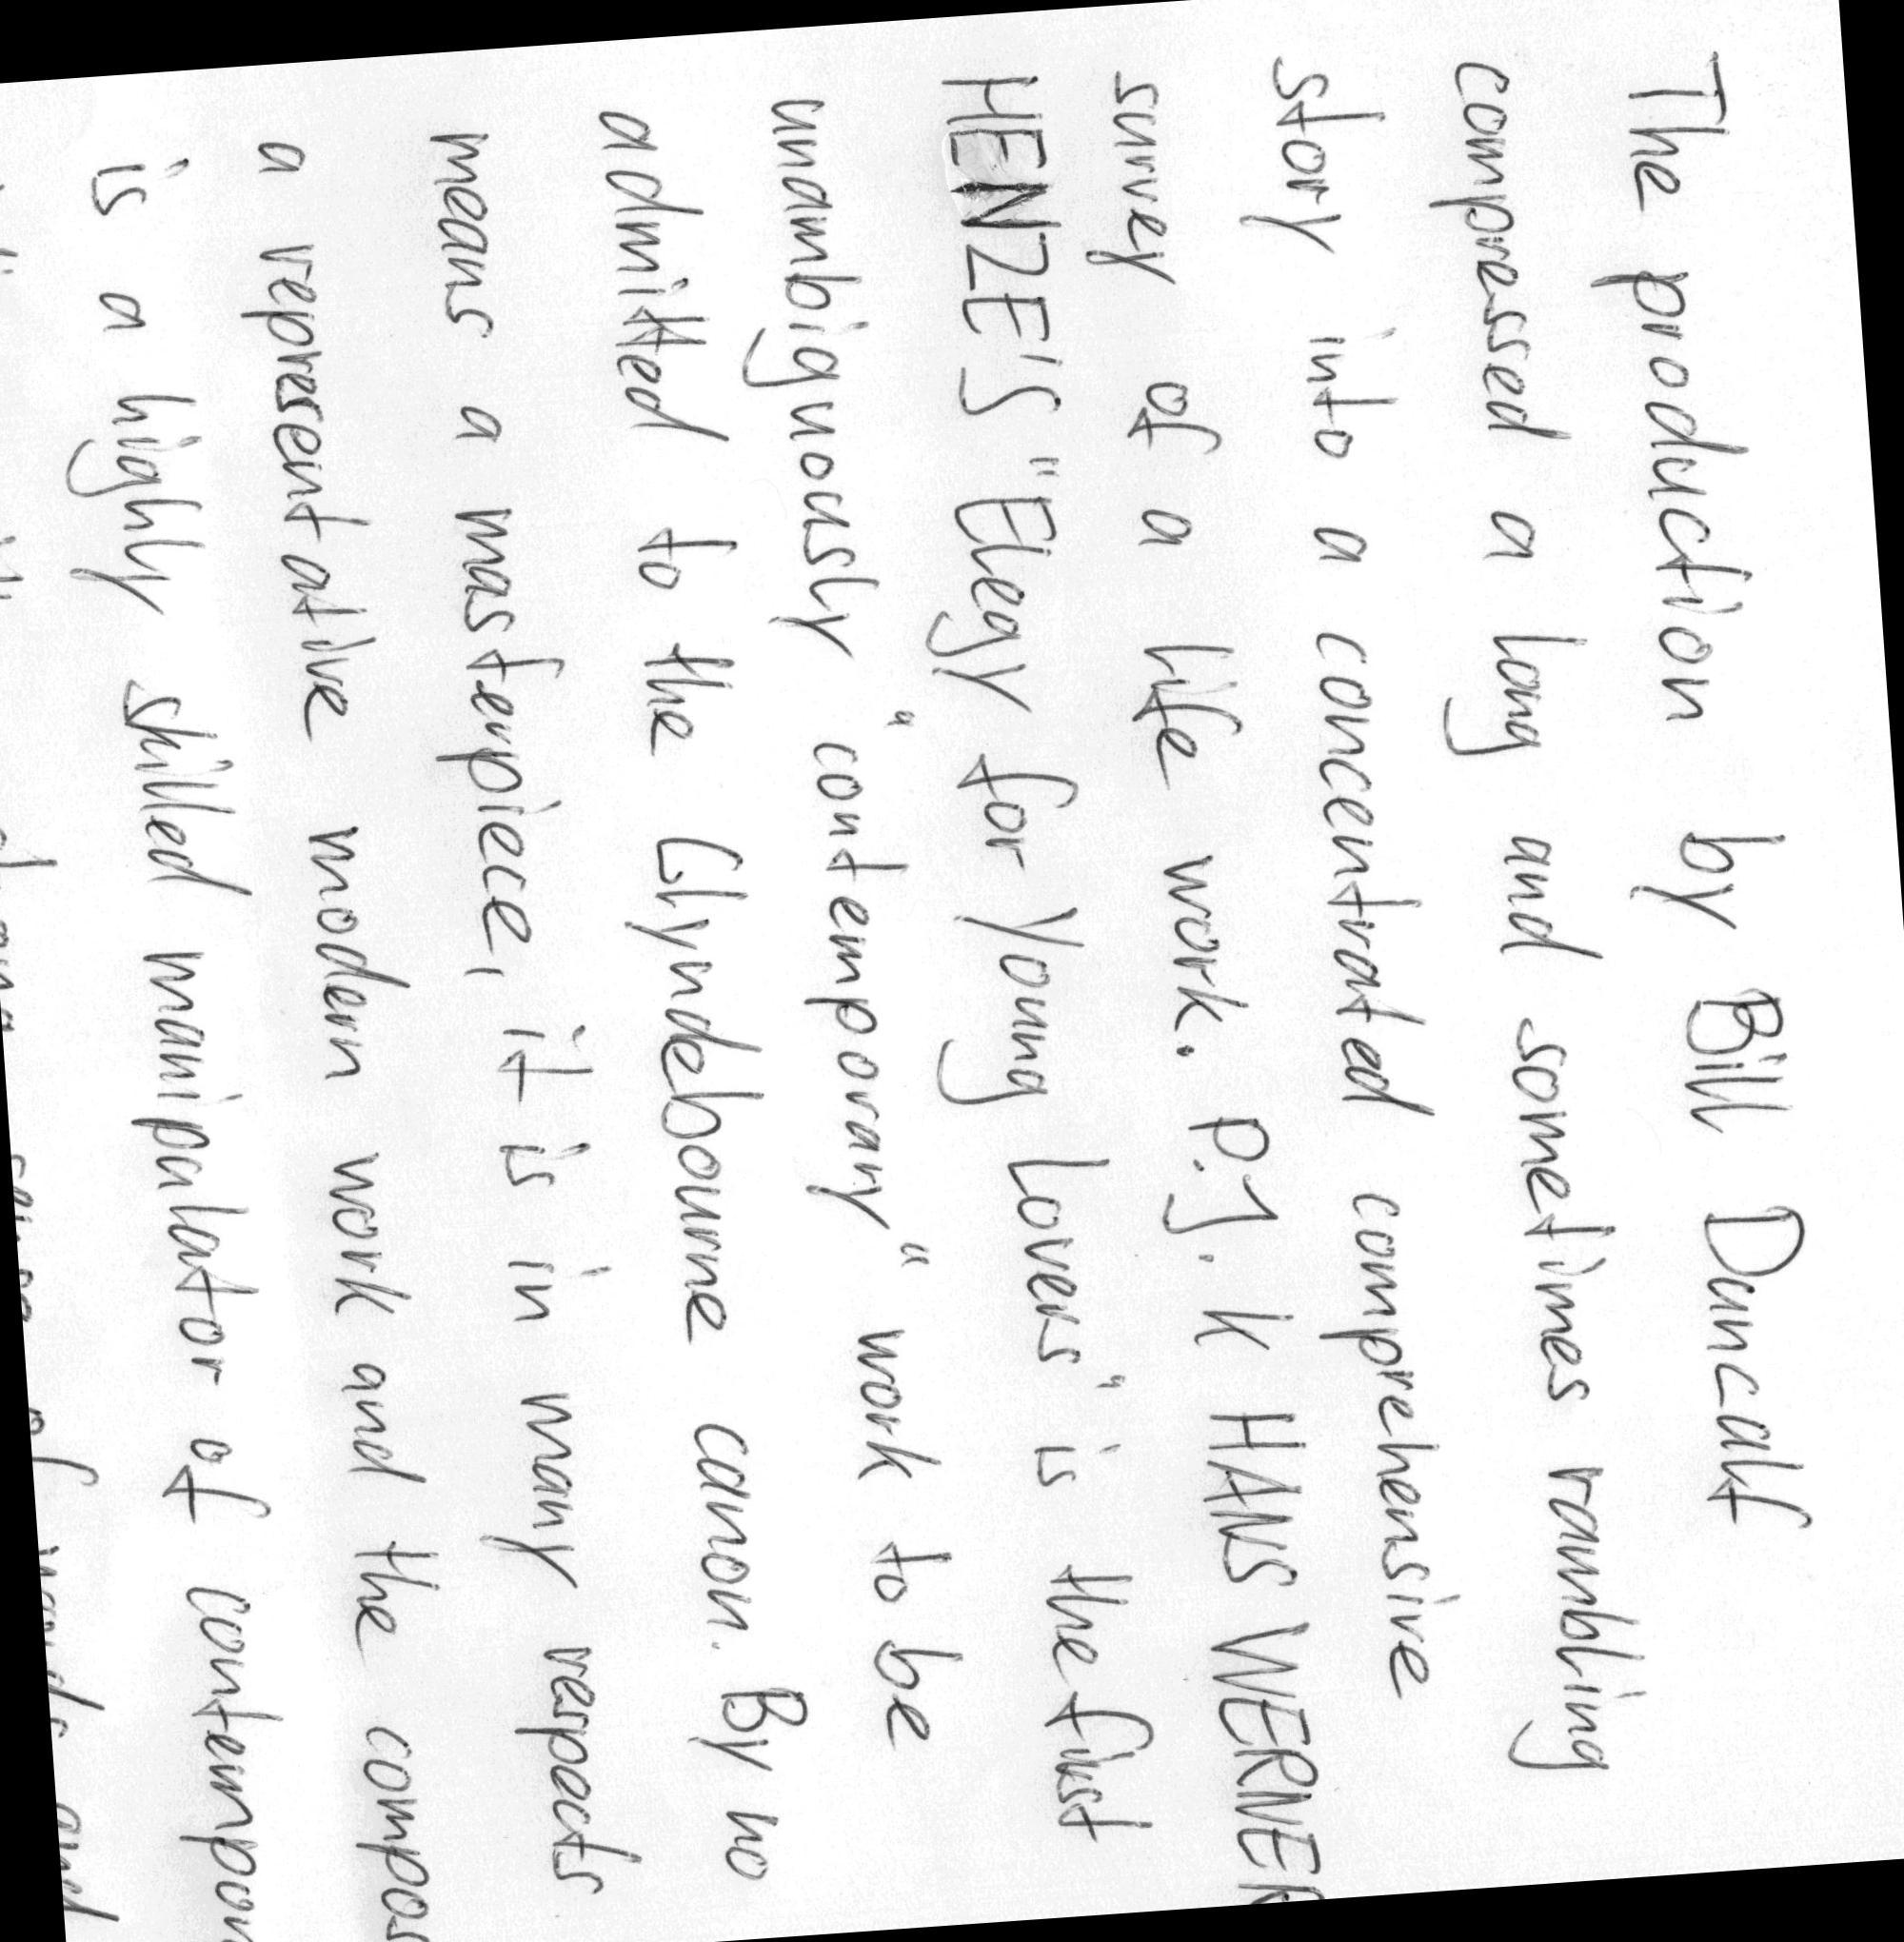 The production by Bill Duncalf
compressed a long and sometimes rambling
story into a concentrated comprehensive
survey of a life work. P.J.K HANS WERNER
HENZE'S "Elegy for Young Lovers" is the first
unambiguously "contemporary" work to be
admitted to the Glyndebourne canon. By no
means a masterpiece, it is in many respects
a representative modern work and the compos
is a highly skilled manipulator of contempor